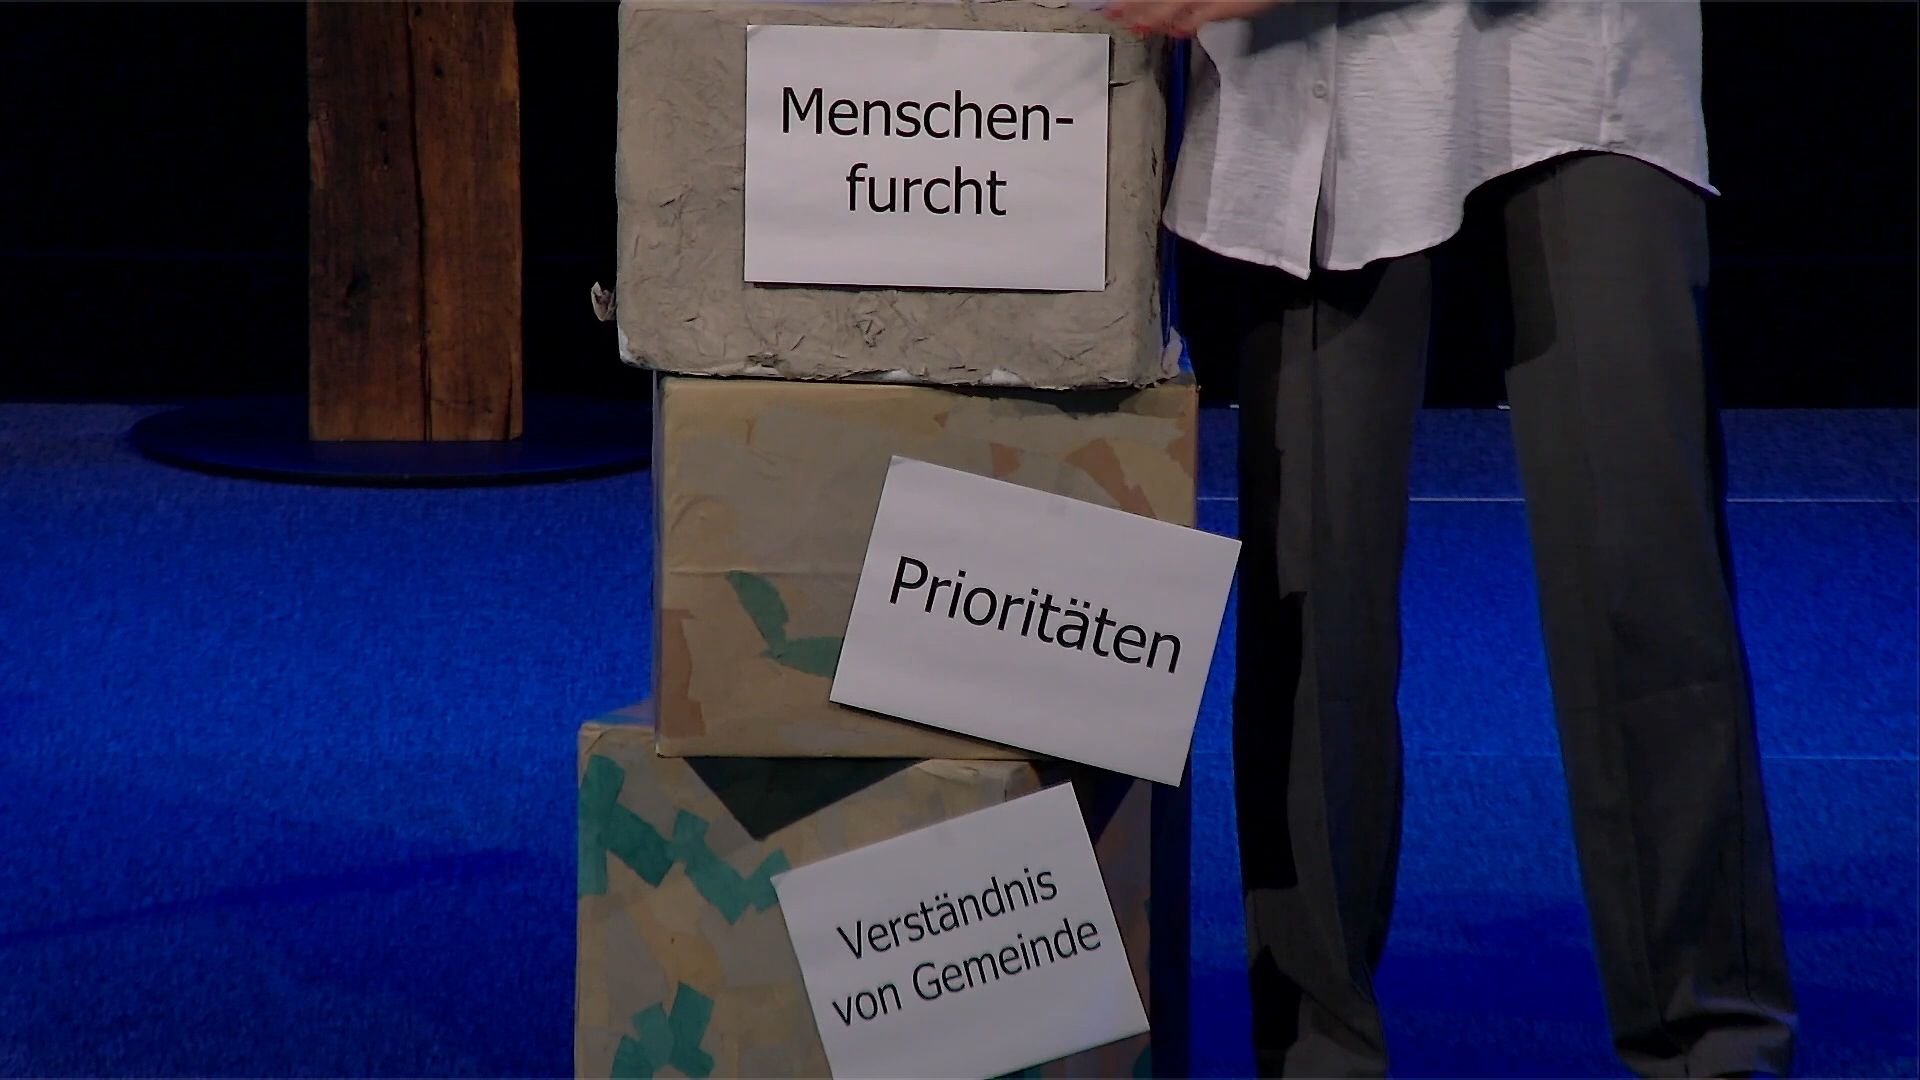 Menschen-
furcht
Prioritäten
Verständnis
von Gemeinde